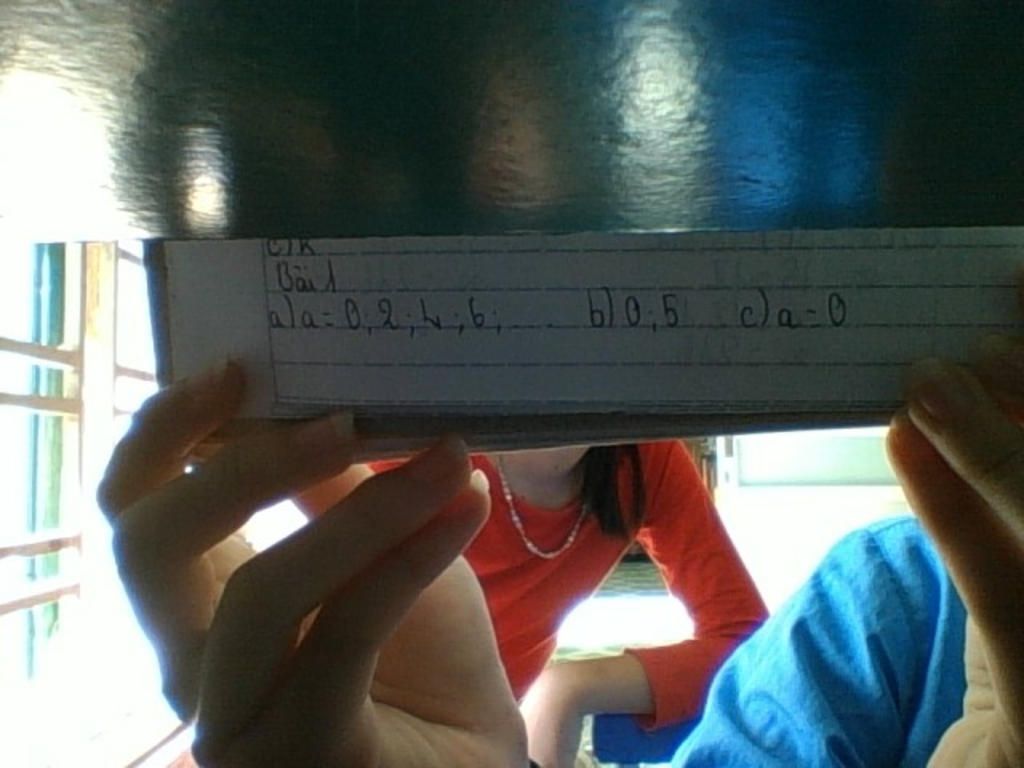 c) k
Bài 1
a) a = 0; 2; 4; 6; .... b) 0; 5 c) a = 0